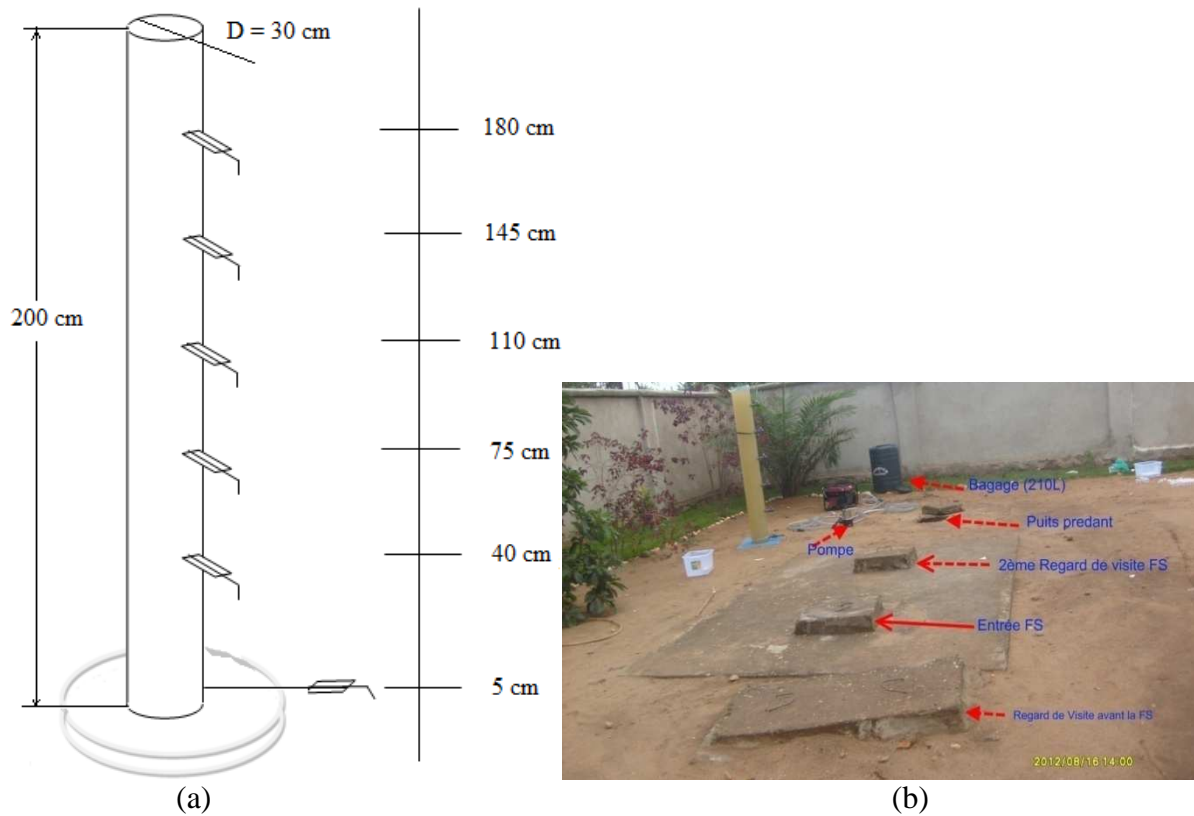 D = 30 cm
180 cm
145 cm
200 cm
110 cm
75 cm
40 cm
5 cm
(a)
Bagage (210L)
Puits predant
Pompe
2ème Regard de visite FS
Entrée FS
Regard de Visite avant la FS
2012/08/16 14:00
(b)